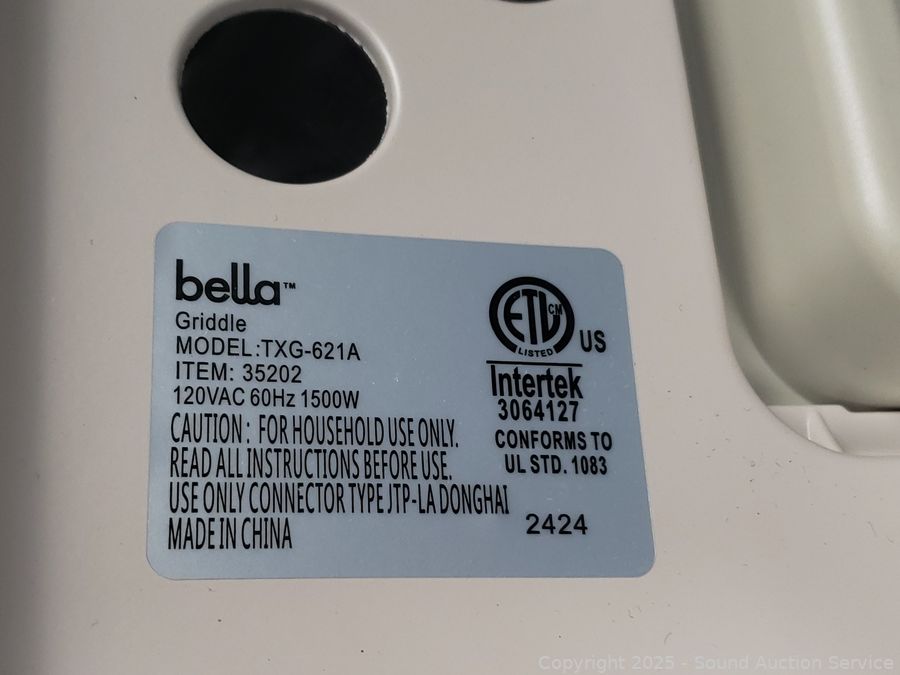 bella™
Griddle
MODEL:TXG-621A
ITEM: 35202
120VAC 60Hz 1500W
CAUTION: FOR HOUSEHOLD USE ONLY.
READ ALL INSTRUCTIONS BEFORE USE.
USE ONLY CONNECTOR TYPE JTP-LA DONGHAI
MADE IN CHINA
ETL CM
LISTED
US
Intertek
3064127
CONFORMS TO
UL STD. 1083
2424
Copyright 2025 - Sound Auction Service